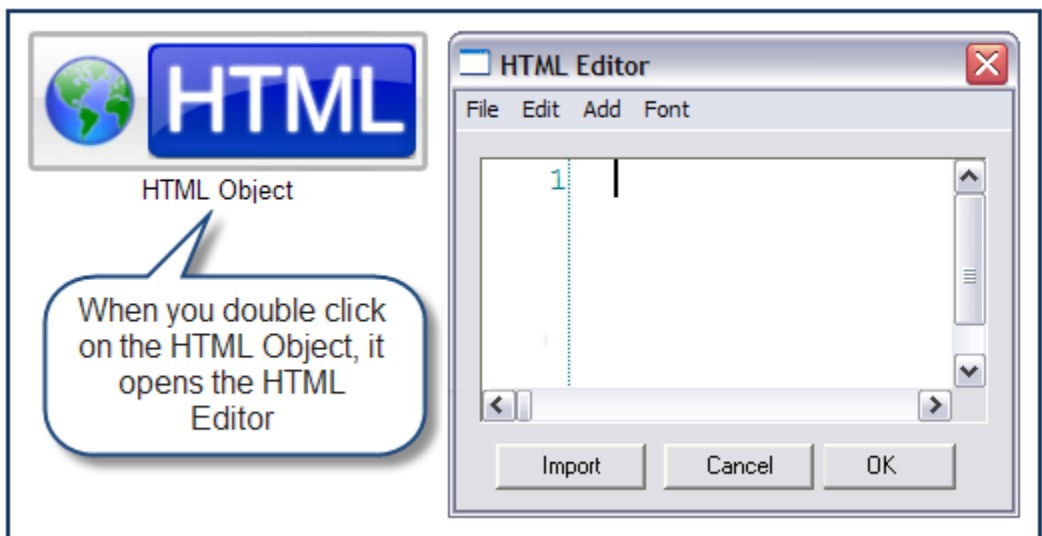 HTML
HTML Object
When you double click
on the HTML Object, it
opens the HTML
Editor
HTML Editor
File Edit Add Font
1
Import Cancel OK